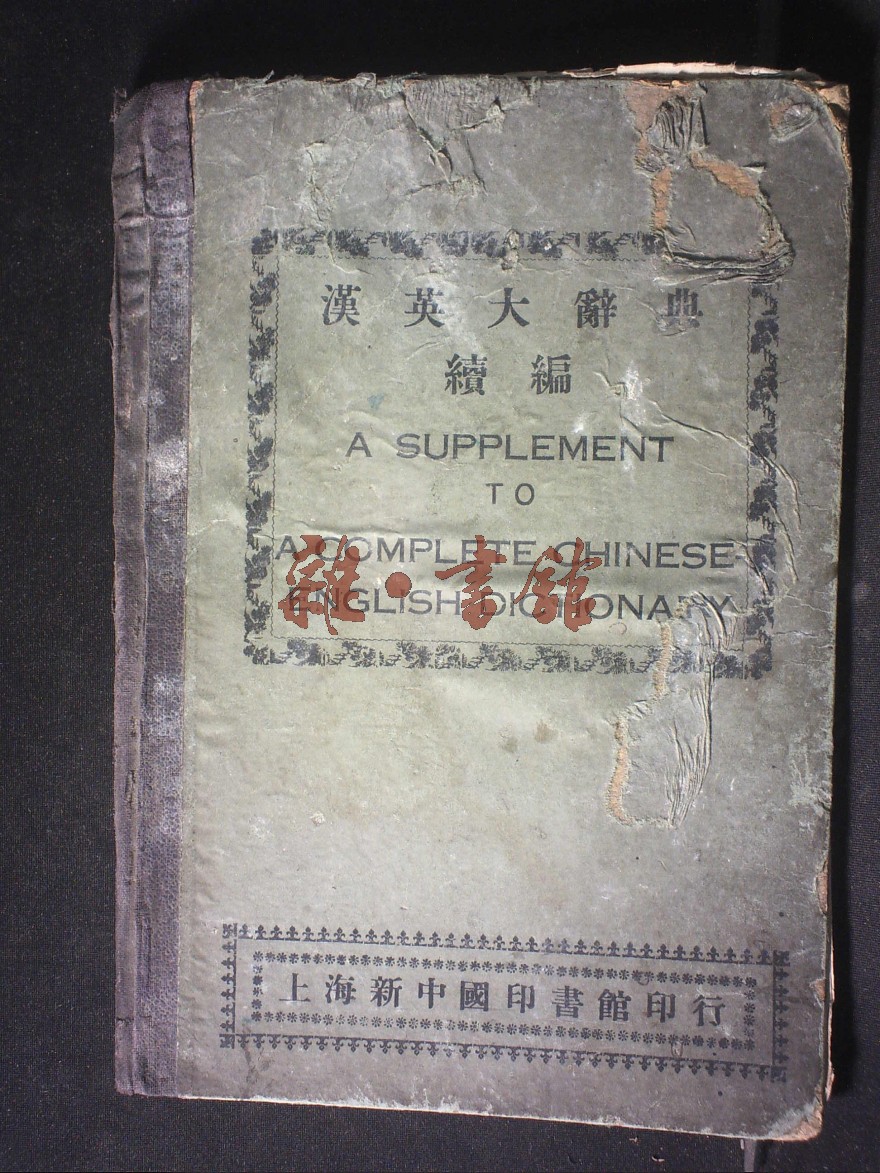 漢英大辭典
續編
A SUPPLEMENT
TO
A COMPLETE CHINESE-
ENGLISH DICTIONARY
雜·書館
上海新中國印書館印行